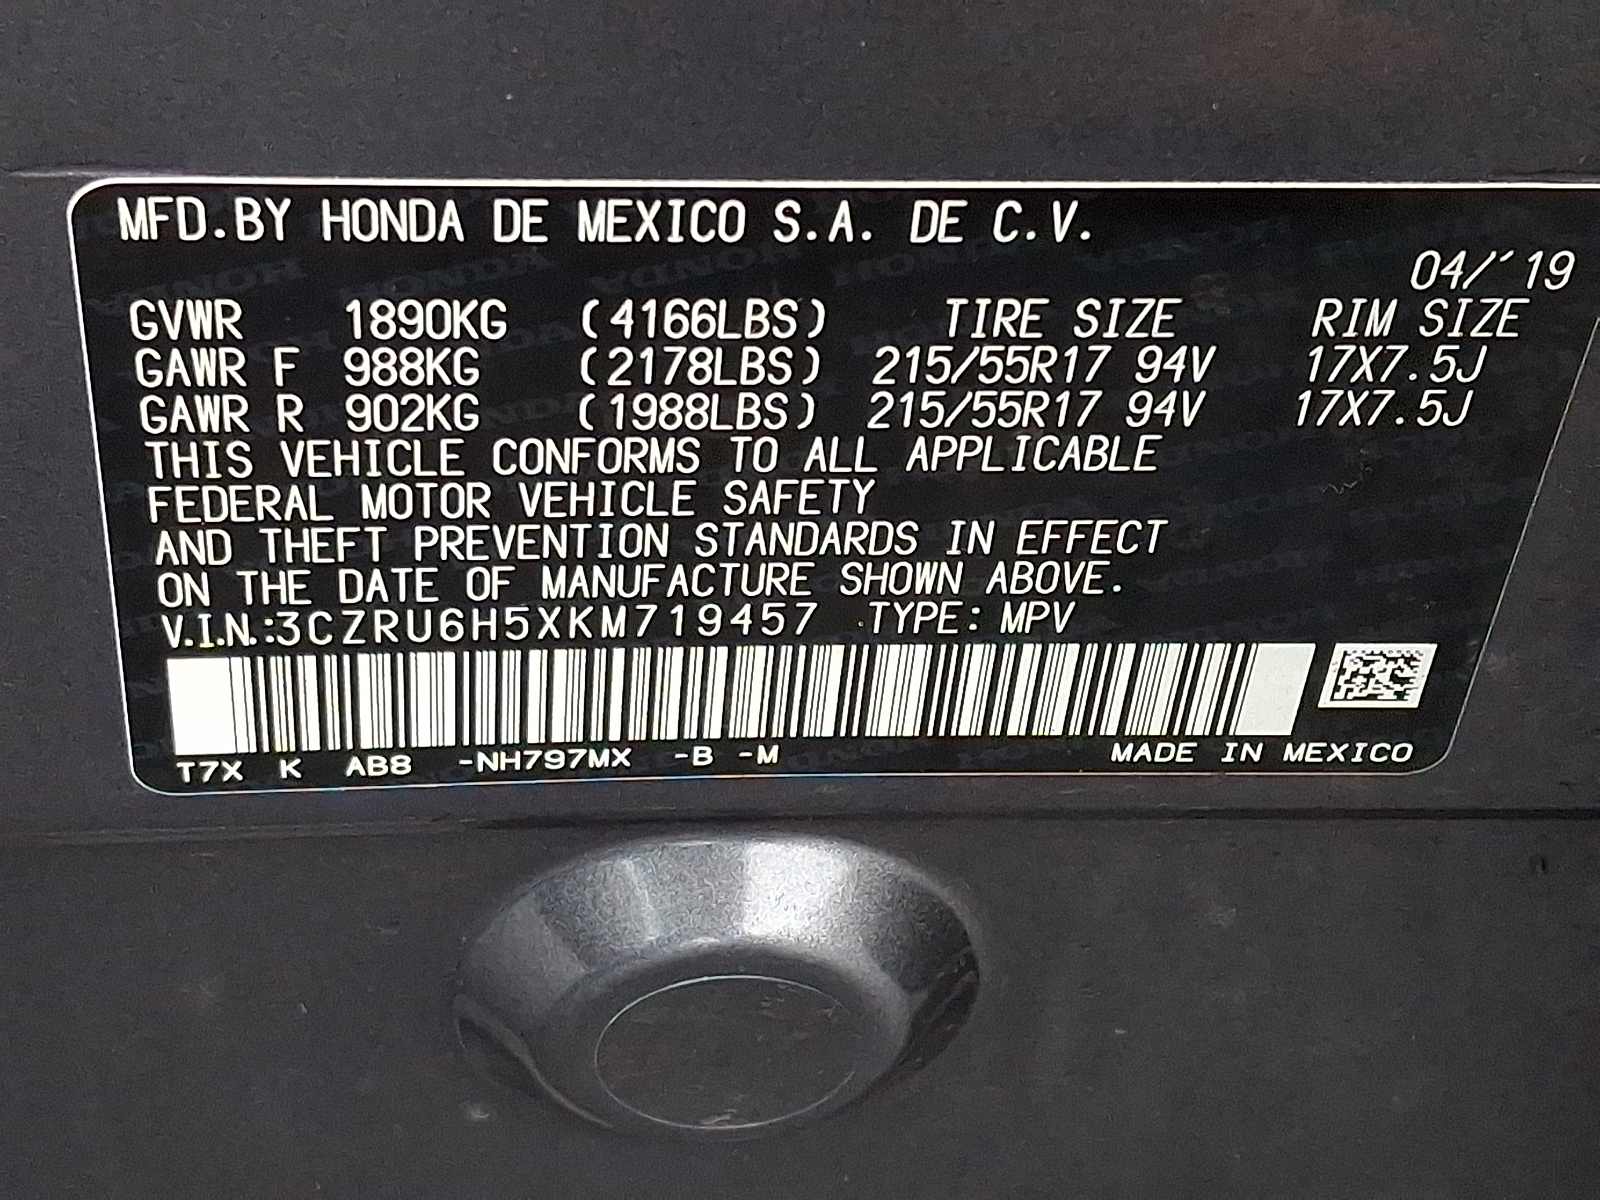 MFD.BY HONDA DE MEXICO S.A. DE C.V.
04/'19
GVWR 1890KG (4166LBS) TIRE SIZE RIM SIZE
GAWR F 988KG (2178LBS) 215/55R17 94V 17X7.5J
GAWR R 902KG (1988LBS) 215/55R17 94V 17X7.5J
THIS VEHICLE CONFORMS TO ALL APPLICABLE
FEDERAL MOTOR VEHICLE SAFETY
AND THEFT PREVENTION STANDARDS IN EFFECT
ON THE DATE OF MANUFACTURE SHOWN ABOVE.
V.I.N.:3CZRU6H5XKM719457 TYPE: MPV
T7X K AB8 -NH797MX -B -M MADE IN MEXICO